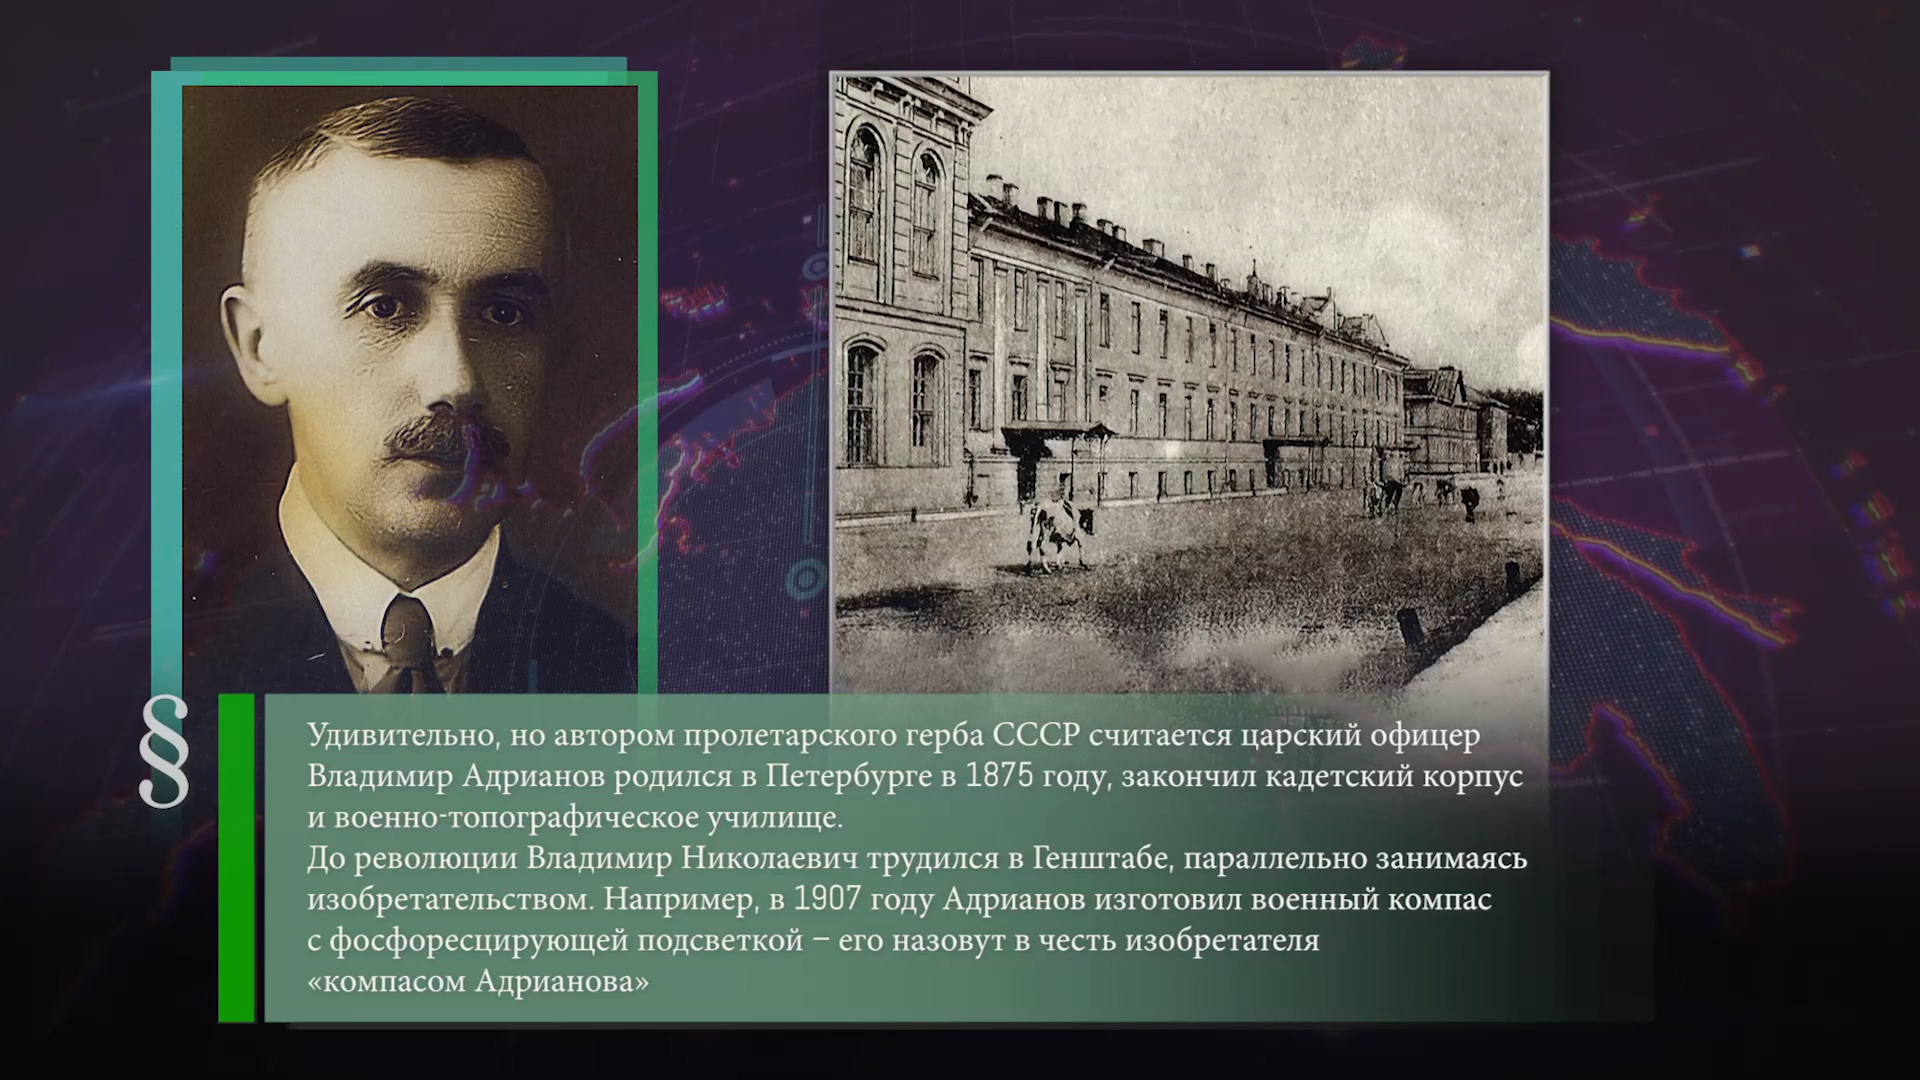 §
Удивительно, но автором пролетарского герба СССР считается царский офицер
Владимир Адрианов родился в Петербурге в 1875 году, закончил кадетский корпус
и военно-топографическое училище.
До революции Владимир Николаевич трудился в Генштабе, параллельно занимаясь
изобретательством. Например, в 1907 году Адрианов изготовил военный компас
с фосфоресцирующей подсветкой – его назовут в честь изобретателя
«компасом Адрианова»